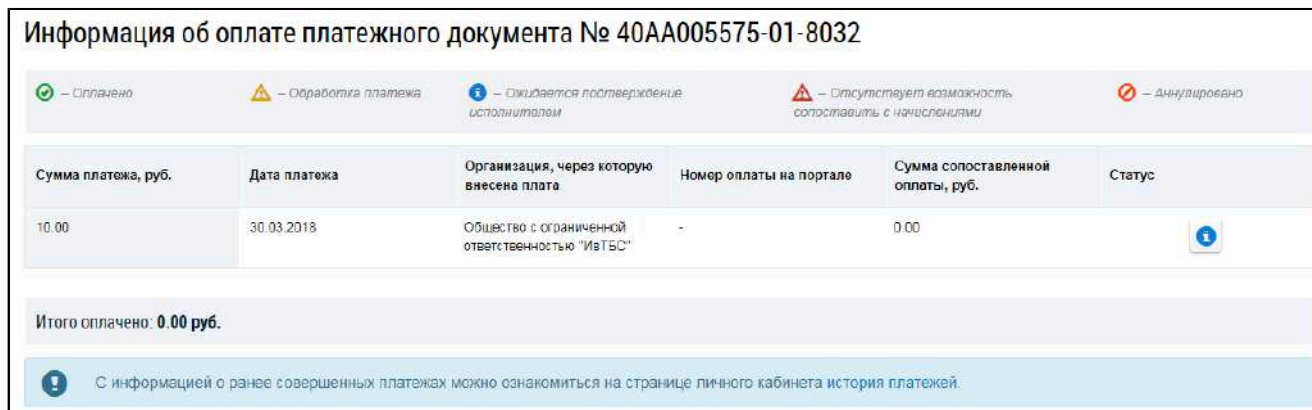 Информация об оплате платежного документа № 40АА005575-01-8032
– Оплачено
– Обработка платежа
– Ожидается подтверждение
исполнителем
– Отсутствует возможность
сопоставить с начислениями
– Аннулировано
Сумма платежа, руб.
Дата платежа
Организация, через которую
внесена плата
Номер оплаты на портале
Сумма сопоставленной
оплаты, руб.
Статус
10.00
30.03.2018
Общество с ограниченной
ответственностью "ИвТБС"
-
0.00
Итого оплачено: 0.00 руб.
С информацией о ранее совершенных платежах можно ознакомиться на странице личного кабинета история платежей.